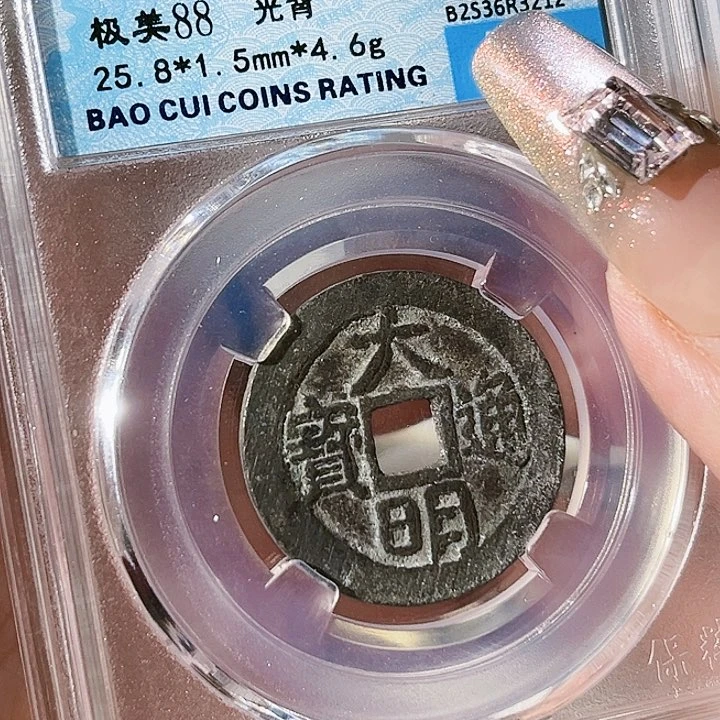 极美88 光背 B2S36R3212
25.8*1.5mm*4.6g
BAO CUI COINS RATING
大明通寶
保